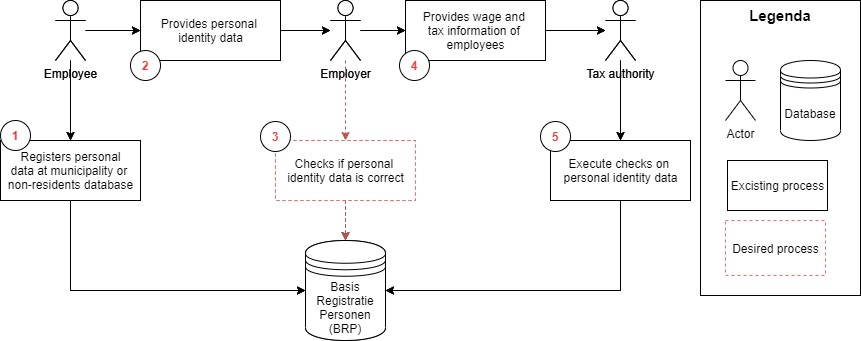 Provides personal
identity data
2
Employee
Employer
Provides wage and
tax information of
employees
4
Tax authority
1
Registers personal
data at municipality or
non-residents database
3
Checks if personal
identity data is correct
5
Execute checks on
personal identity data
Basis
Registratie
Personen
(BRP)
Legenda
Actor
Database
Excisting process
Desired process